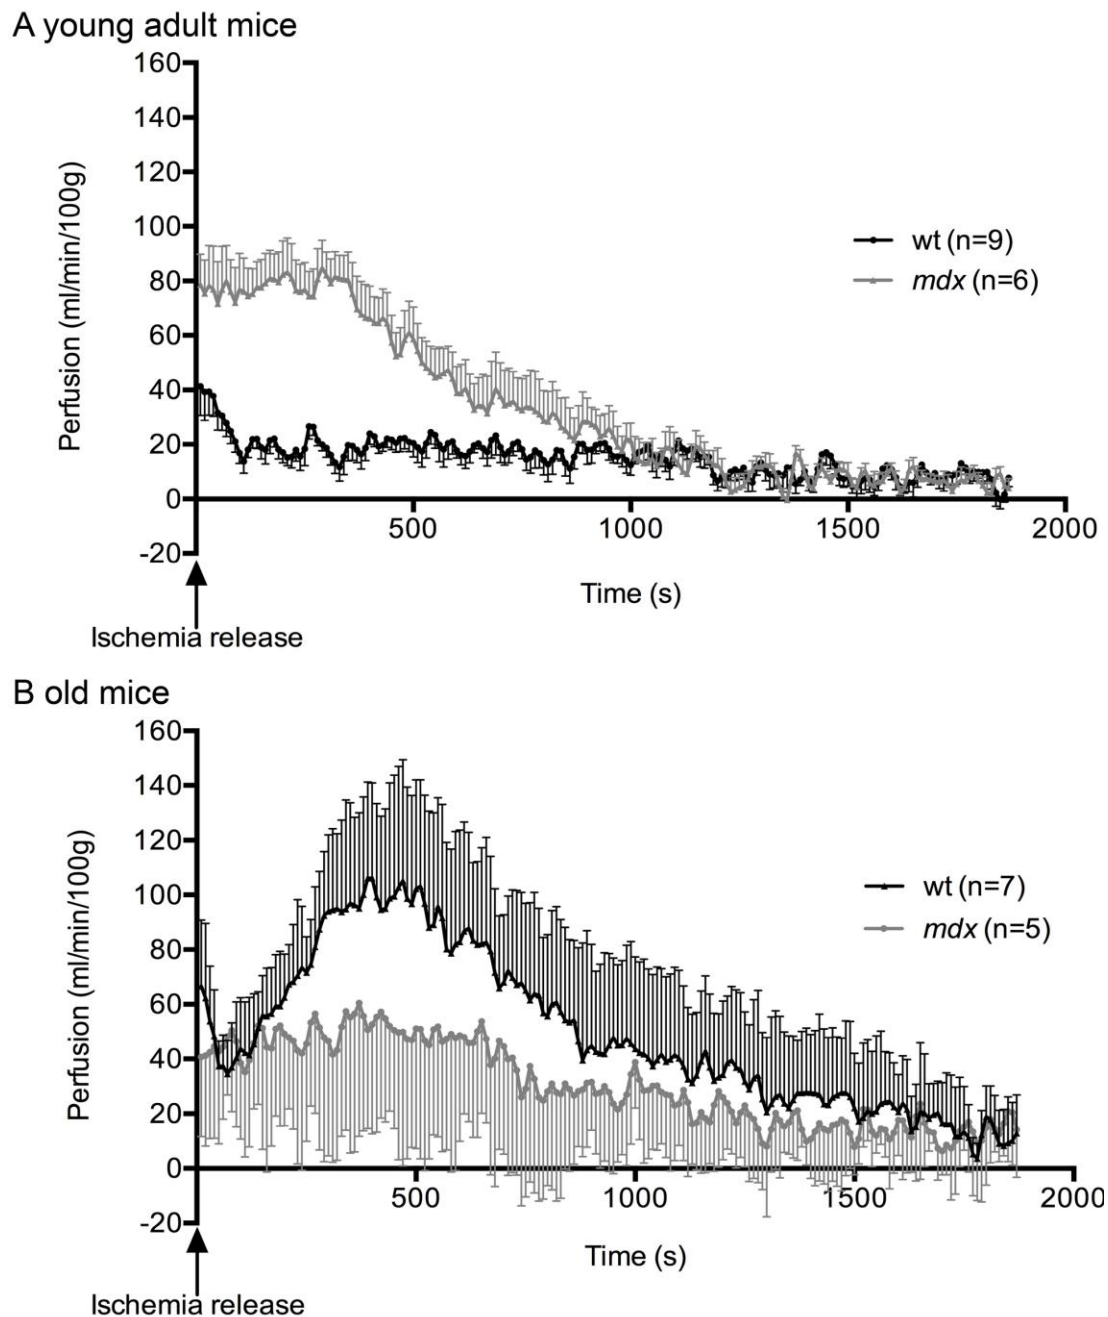 A young adult mice
160
140
120
100
80
60
40
20
0
-20
Perfusion (ml/min/100g)
wt (n=9)
mdx (n=6)
500
1000
1500
2000
Time (s)
Ischemia release
B old mice
160
140
120
100
80
60
40
20
0
-20
Perfusion (ml/min/100g)
wt (n=7)
mdx (n=5)
500
1000
1500
2000
Time (s)
Ischemia release